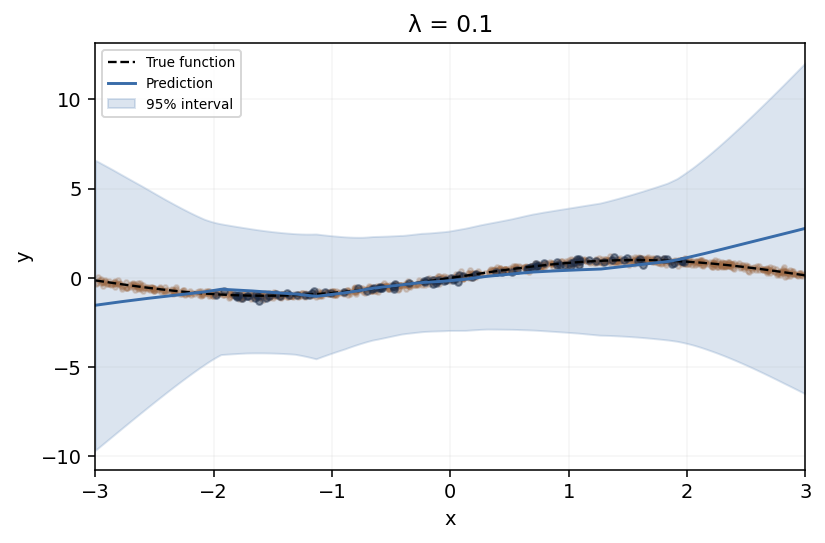 λ = 0.1
True function
Prediction
95% interval
10
5
0
−5
−10
y
−3
−2
−1
0
1
2
3
x